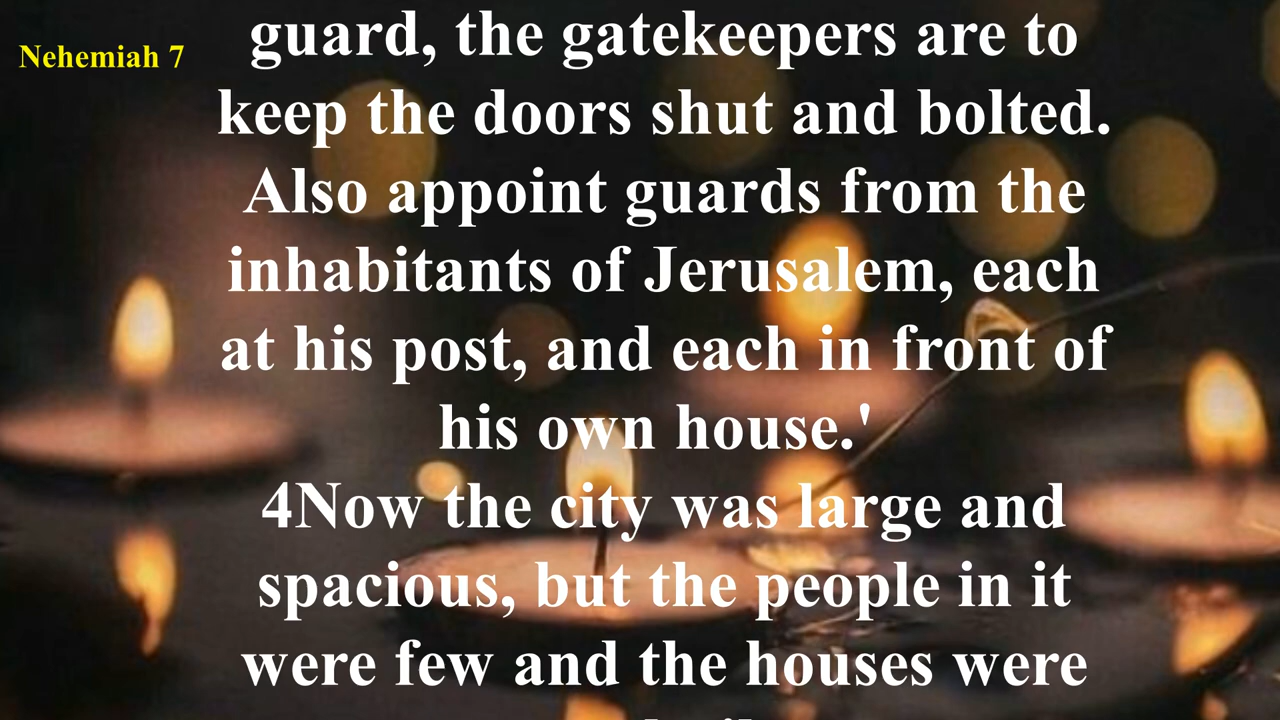 Nehemiah 7
guard, the gatekeepers are to
keep the doors shut and bolted.
Also appoint guards from the
inhabitants of Jerusalem, each
at his post, and each in front of
his own house.'
4Now the city was large and
spacious, but the people in it
were few and the houses were